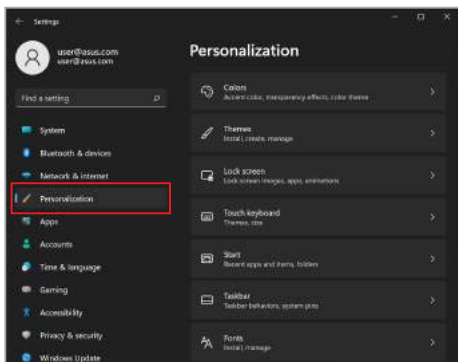 Settings
user@asus.com
user@asus.com
Find a setting
System
Bluetooth & devices
Network & internet
Personalization
Apps
Accounts
Time & language
Gaming
Accessibility
Privacy & security
Windows Update
Personalization
Colors
Accent color, transparency effects, color theme
Themes
Install, create, manage
Lock screen
Lock screen images, apps, animations
Touch keyboard
Themes, size
Start
Recent apps and items, folders
Taskbar
Taskbar behaviors, system pins
Fonts
Install, manage